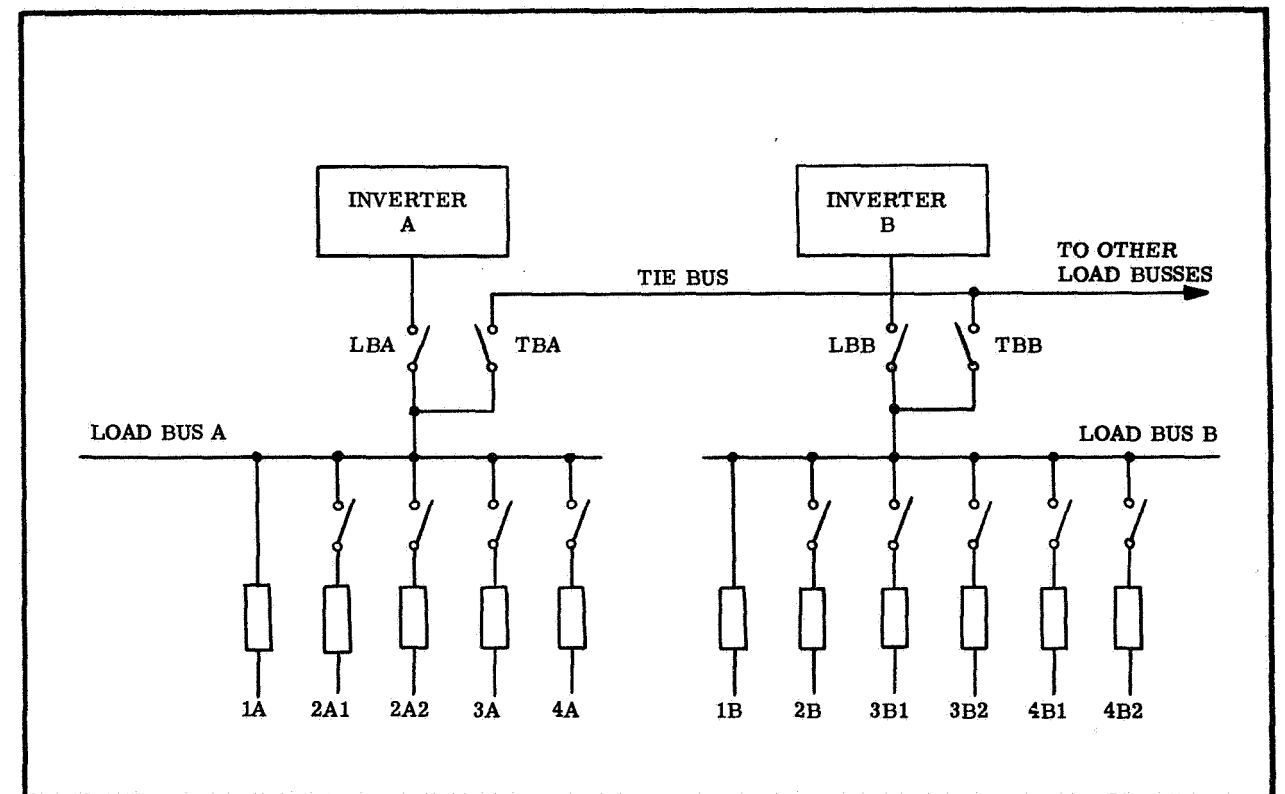 INVERTER
A
INVERTER
B
TO OTHER
LOAD BUSSES
TIE BUS
LBA
TBA
LBB
TBB
LOAD BUS A
LOAD BUS B
1A
2A1
2A2
3A
4A
1B
2B
3B1
3B2
4B1
4B2